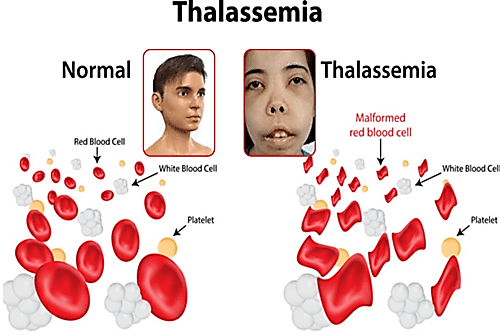 Thalassemia
Normal
Thalassemia
Red Blood Cell
White Blood Cell
Platelet
Malformed
red blood cell
White Blood Cell
Platelet